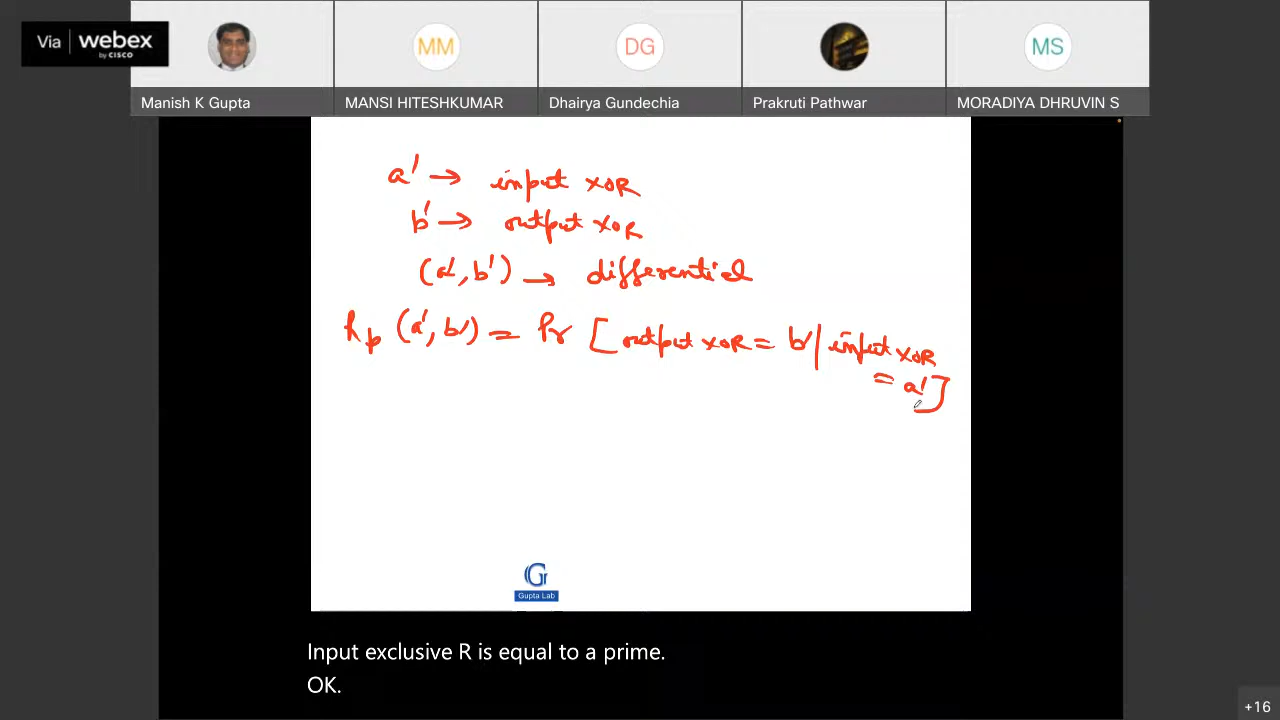 Via webex
by CISCO
MM
DG
MS
Manish K Gupta
MANSI HITESHKUMAR
Dhairya Gundechia
Prakruti Pathwar
MORADIYA DHRUVIN S
a' → input XOR
b' → output XOR
(a', b') → differential
Rp (a', b') = Pr [output XOR = b' | input XOR
= a']
G
Gupta Lab
Input exclusive R is equal to a prime.
OK.
+16